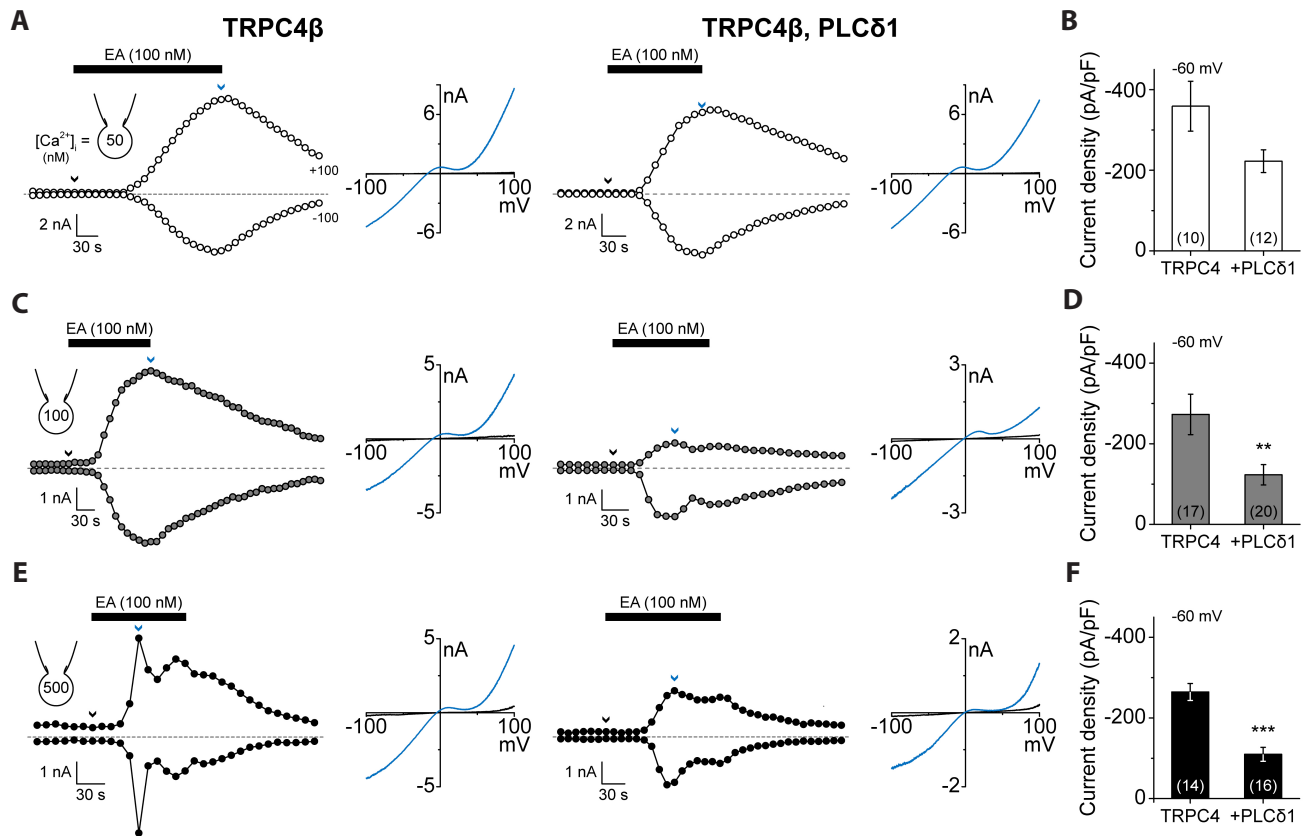 A
TRPC4β
TRPC4β, PLCδ1
B
EA (100 nM)
EA (100 nM)
[Ca2+]i =
(nM)
50
+100
-100
2 nA
30 s
nA
6
-100
100
mV
-6
2 nA
30 s
nA
6
-100
100
mV
-6
Current density (pA/pF)
-60 mV
-400
-200
0
(10)
(12)
TRPC4
+PLCδ1
C
D
EA (100 nM)
EA (100 nM)
100
1 nA
30 s
5
nA
-100
100
mV
-5
1 nA
30 s
3
nA
-100
100
mV
-3
Current density (pA/pF)
-60 mV
-400
-200
0
**
(17)
(20)
TRPC4
+PLCδ1
E
F
EA (100 nM)
EA (100 nM)
500
1 nA
30 s
5
nA
-100
100
mV
-5
1 nA
30 s
2
nA
-100
100
mV
-2
Current density (pA/pF)
-60 mV
-400
-200
0
***
(14)
(16)
TRPC4
+PLCδ1